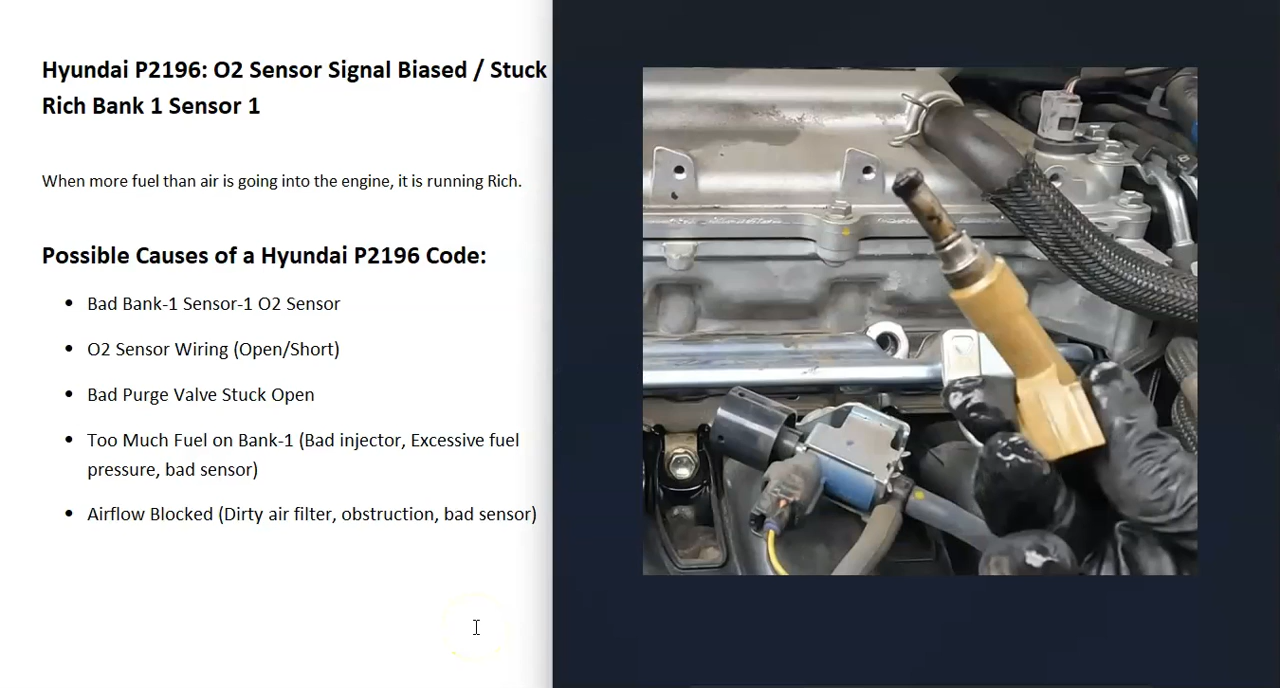 Hyundai P2196: O2 Sensor Signal Biased / Stuck
Rich Bank 1 Sensor 1
When more fuel than air is going into the engine, it is running Rich.
Possible Causes of a Hyundai P2196 Code:
• Bad Bank-1 Sensor-1 O2 Sensor
• O2 Sensor Wiring (Open/Short)
• Bad Purge Valve Stuck Open
• Too Much Fuel on Bank-1 (Bad injector, Excessive fuel
pressure, bad sensor)
• Airflow Blocked (Dirty air filter, obstruction, bad sensor)